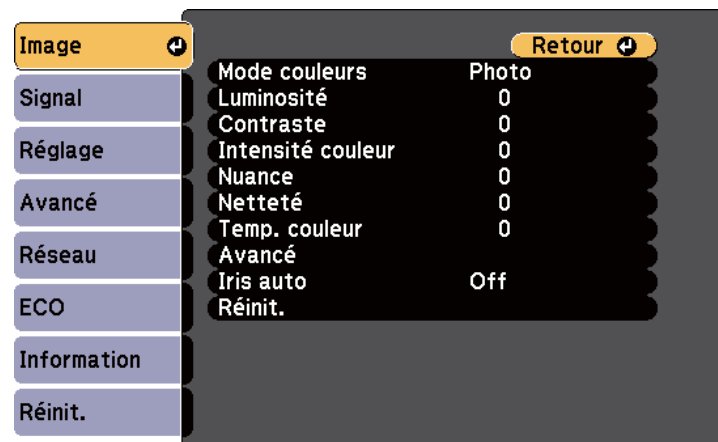 Image
Signal
Réglage
Avancé
Réseau
ECO
Information
Réinit.
Retour
Mode couleurs Photo
Luminosité 0
Contraste 0
Intensité couleur 0
Nuance 0
Netteté 0
Temp. couleur 0
Avancé
Iris auto Off
Réinit.